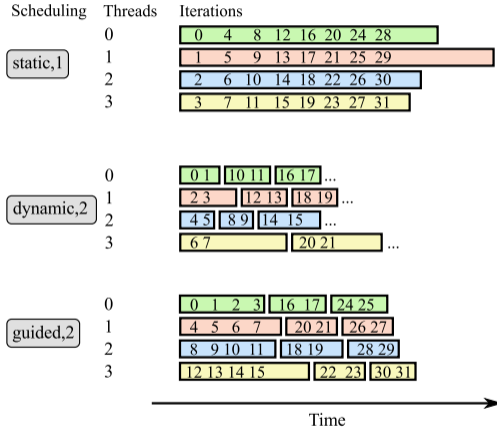 Scheduling Threads Iterations
0 0 4 8 12 16 20 24 28
static,1
1 1 5 9 13 17 21 25 29
2 2 6 10 14 18 22 26 30
3 3 7 11 15 19 23 27 31
0 0 1 10 11 16 17 ...
1 2 3 12 13 18 19 ...
dynamic,2
2 4 5 8 9 14 15 ...
3 6 7 20 21 ...
0 0 1 2 3 16 17 24 25
1 4 5 6 7 20 21 26 27
guided,2
2 8 9 10 11 18 19 28 29
3 12 13 14 15 22 23 30 31
Time